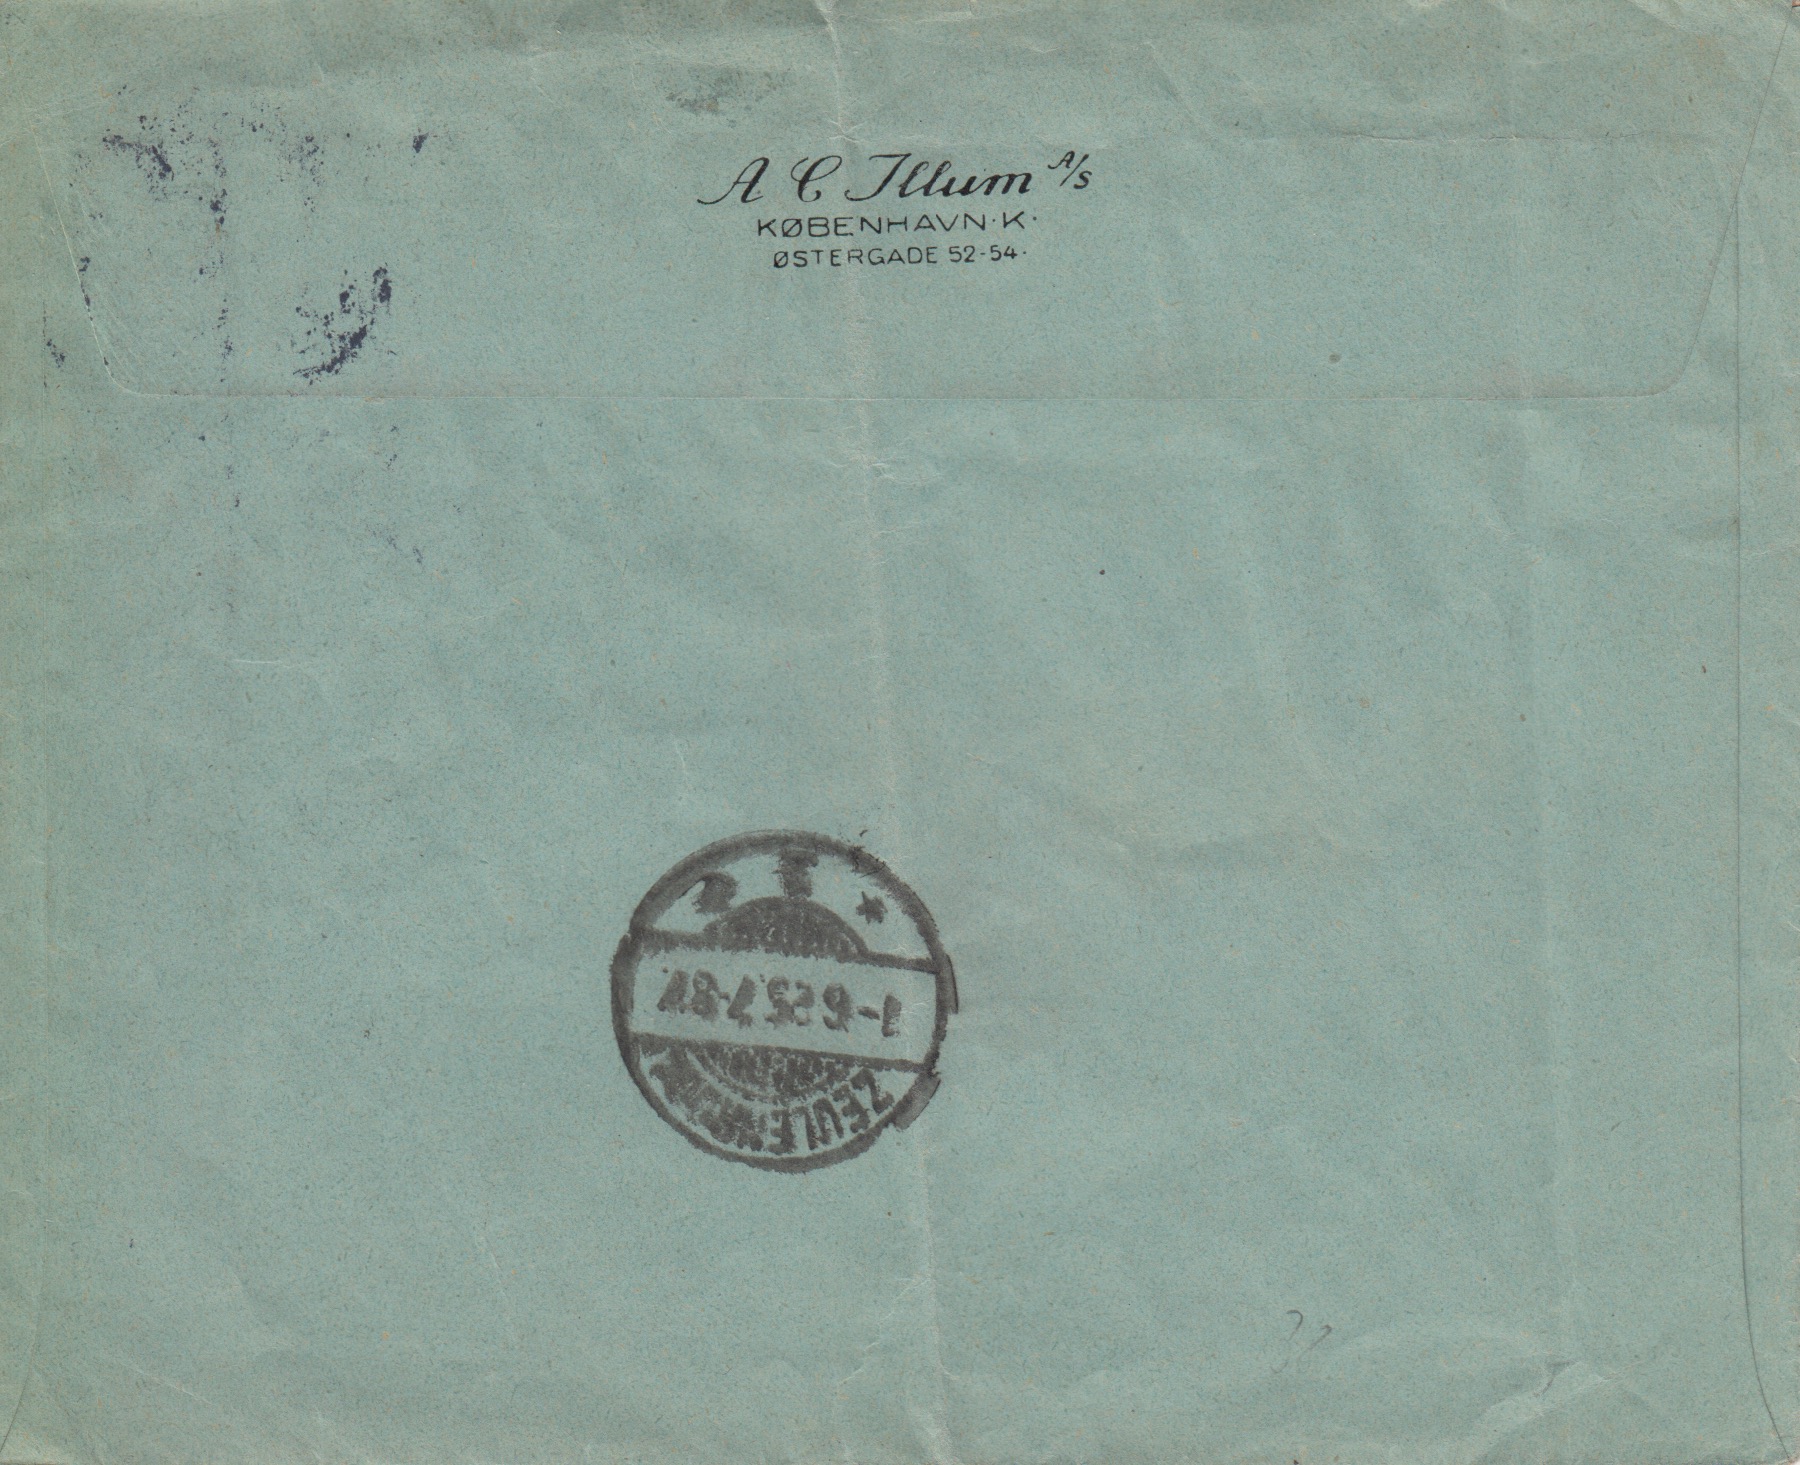 A C Illum A/S
KØBENHAVN·K·
ØSTERGADE 52-54·
1-6 25 7-8V
ZEULENRODA